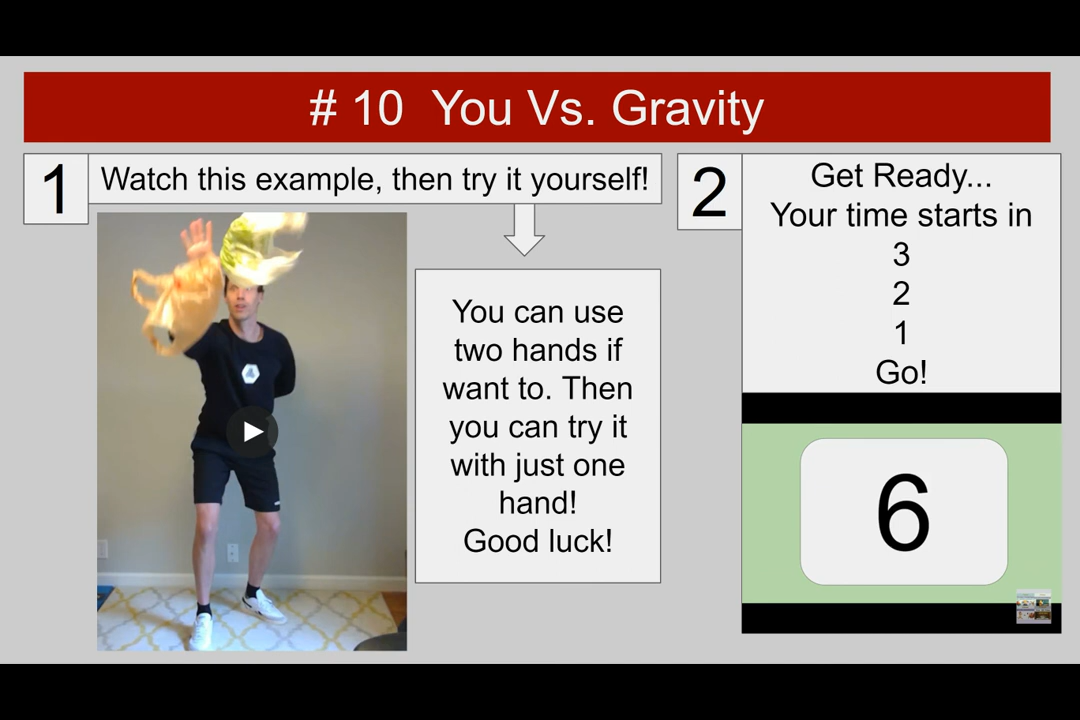 # 10 You Vs. Gravity
1
Watch this example, then try it yourself!
You can use
two hands if
want to. Then
you can try it
with just one
hand!
Good luck!
2
Get Ready...
Your time starts in
3
2
1
Go!
6